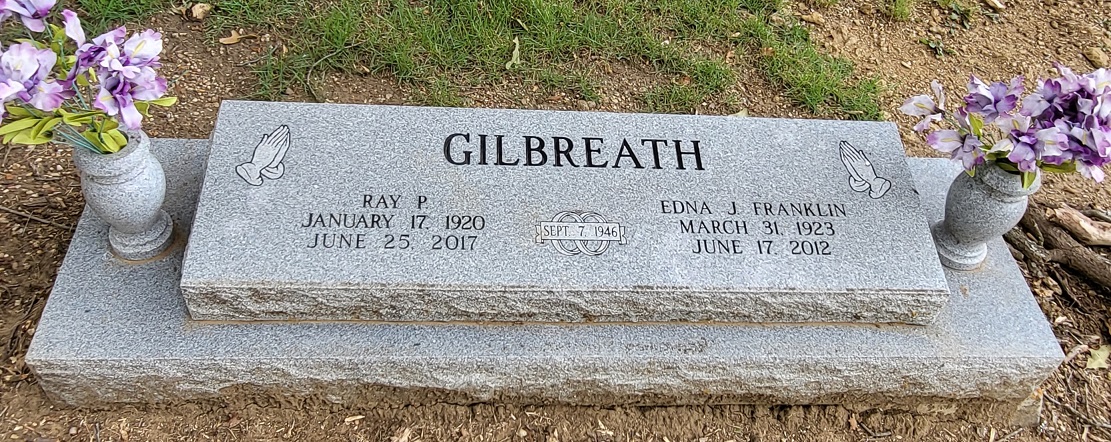 GILBREATH
RAY P.
JANUARY 17, 1920
JUNE 25, 2017
SEPT. 7, 1946
EDNA J. FRANKLIN
MARCH 31, 1923
JUNE 17, 2012